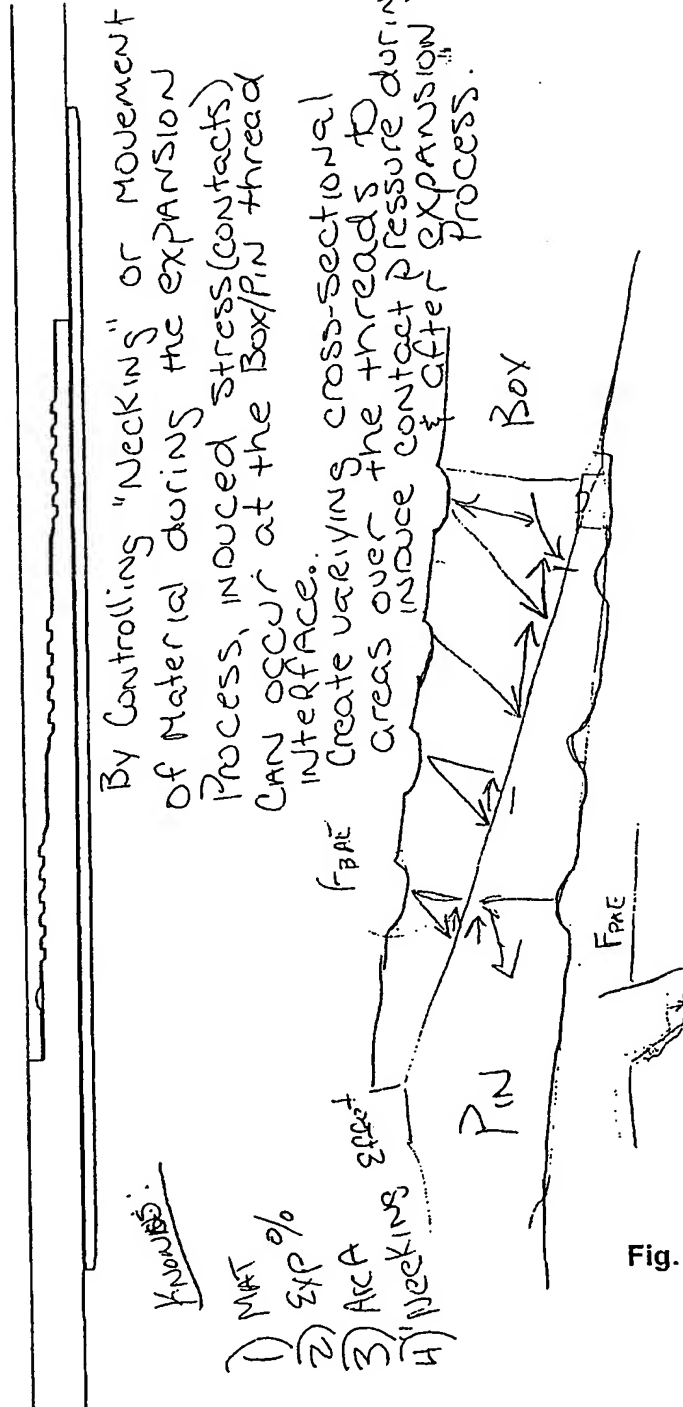 By Controlling "Necking" or Movement
of Material during the expansion
Process, induced stress (contacts)
CAN occur at the Box/Pin thread
interface.
Create varying cross-sectional
areas over the threads to
induce contact pressure during
& after expansion
Process.
Knowns:
1) MAT
2) EXP %
3) Area
4) "Necking Effect
FBAE
BOX
PIN
FPAE
Fig.